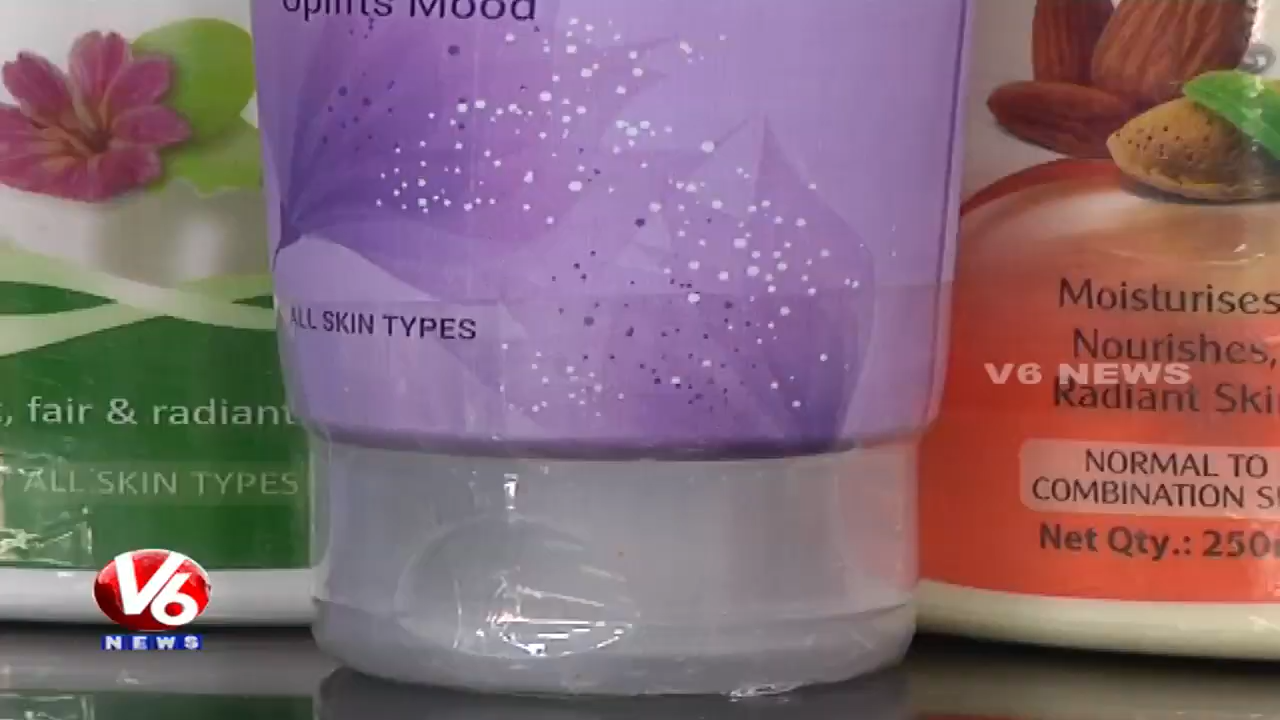 Uplifts Mood
ALL SKIN TYPES
, fair & radiant
ALL SKIN TYPES
Moisturises
Nourishes,
Radiant Ski
NORMAL TO
COMBINATION S
Net Qty.: 250
V6 NEWS
V6
NEWS